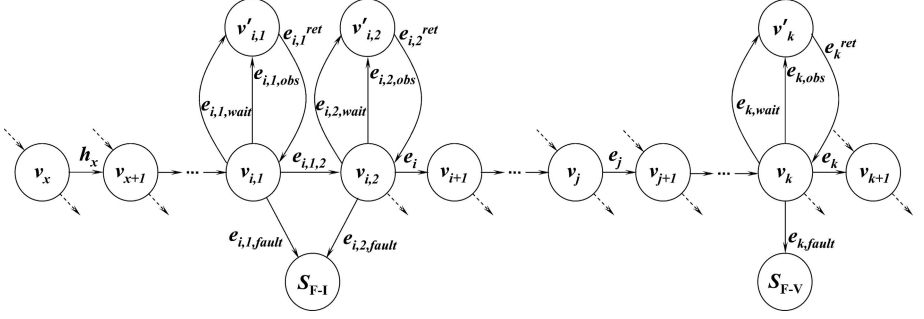 v'i,1 ei,1ret v'i,2 ei,2ret v'k ekret
ei,1,obs ei,2,obs ek,obs
ei,1,wait ei,2,wait ek,wait
hx ei,1,2 ei ej ek
vx vx+1 ... vi,1 vi,2 vi+1 ... vj vj+1 ... vk vk+1
ei,1,fault ei,2,fault ek,fault
SF-I SF-V